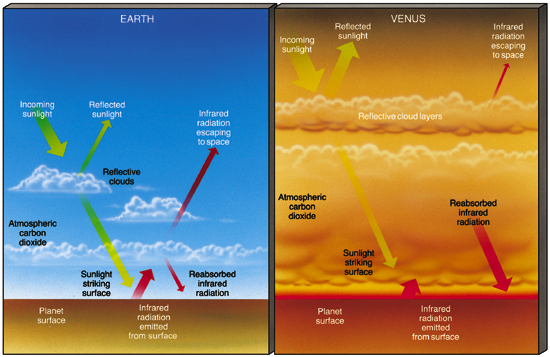 EARTH
Incoming
sunlight
Reflected
sunlight
Infrared
radiation
escaping
to space
Reflective
clouds
Atmospheric
carbon
dioxide
Sunlight
striking
surface
Reabsorbed
infrared
radiation
Planet
surface
Infrared
radiation
emitted
from surface
VENUS
Incoming
sunlight
Reflected
sunlight
Infrared
radiation
escaping
to space
Reflective cloud layers
Atmospheric
carbon
dioxide
Reabsorbed
infrared
radiation
Sunlight
striking
surface
Planet
surface
Infrared
radiation
emitted
from surface